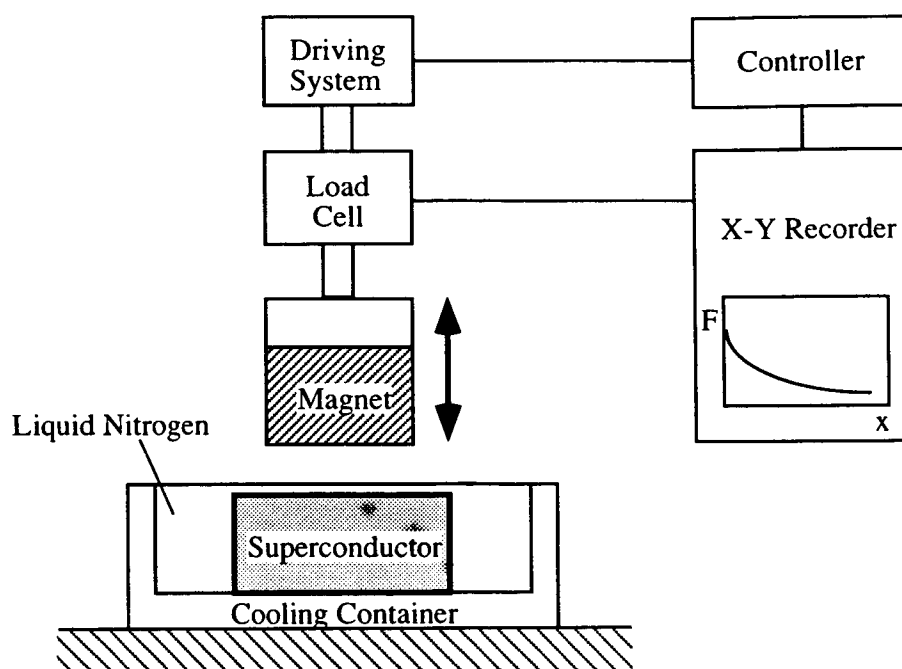 Driving
System
Controller
Load
Cell
X-Y Recorder
F
x
Magnet
Liquid Nitrogen
Superconductor
Cooling Container